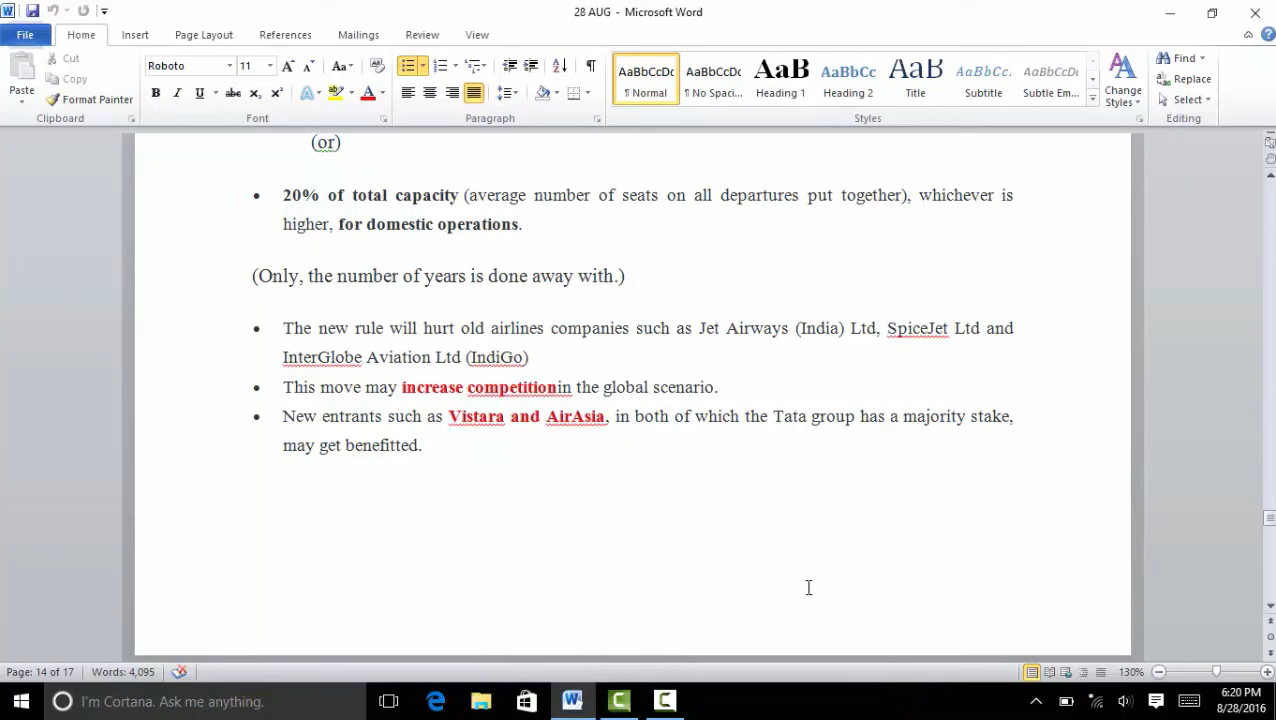 28 AUG - Microsoft Word
File Home Insert Page Layout References Mailings Review View
Paste
Cut
Copy
Format Painter
Clipboard
Roboto 11
Font
Paragraph
AaBbCcDc ¶ Normal
AaBbCcDc ¶ No Spaci...
AaB Heading 1
AaBbCc Heading 2
AaB Title
AaBbCc Subtitle
AaBbCcDc Subtle Em...
Change Styles
Styles
Find
Replace
Select
Editing
(or)
• 20% of total capacity (average number of seats on all departures put together), whichever is
higher, for domestic operations.
(Only, the number of years is done away with.)
• The new rule will hurt old airlines companies such as Jet Airways (India) Ltd, SpiceJet Ltd and
InterGlobe Aviation Ltd (IndiGo)
• This move may increase competitionin the global scenario.
• New entrants such as Vistara and AirAsia, in both of which the Tata group has a majority stake,
may get benefitted.
Page: 14 of 17 Words: 4,095 130%
I'm Cortana. Ask me anything.
6:20 PM
8/28/2016